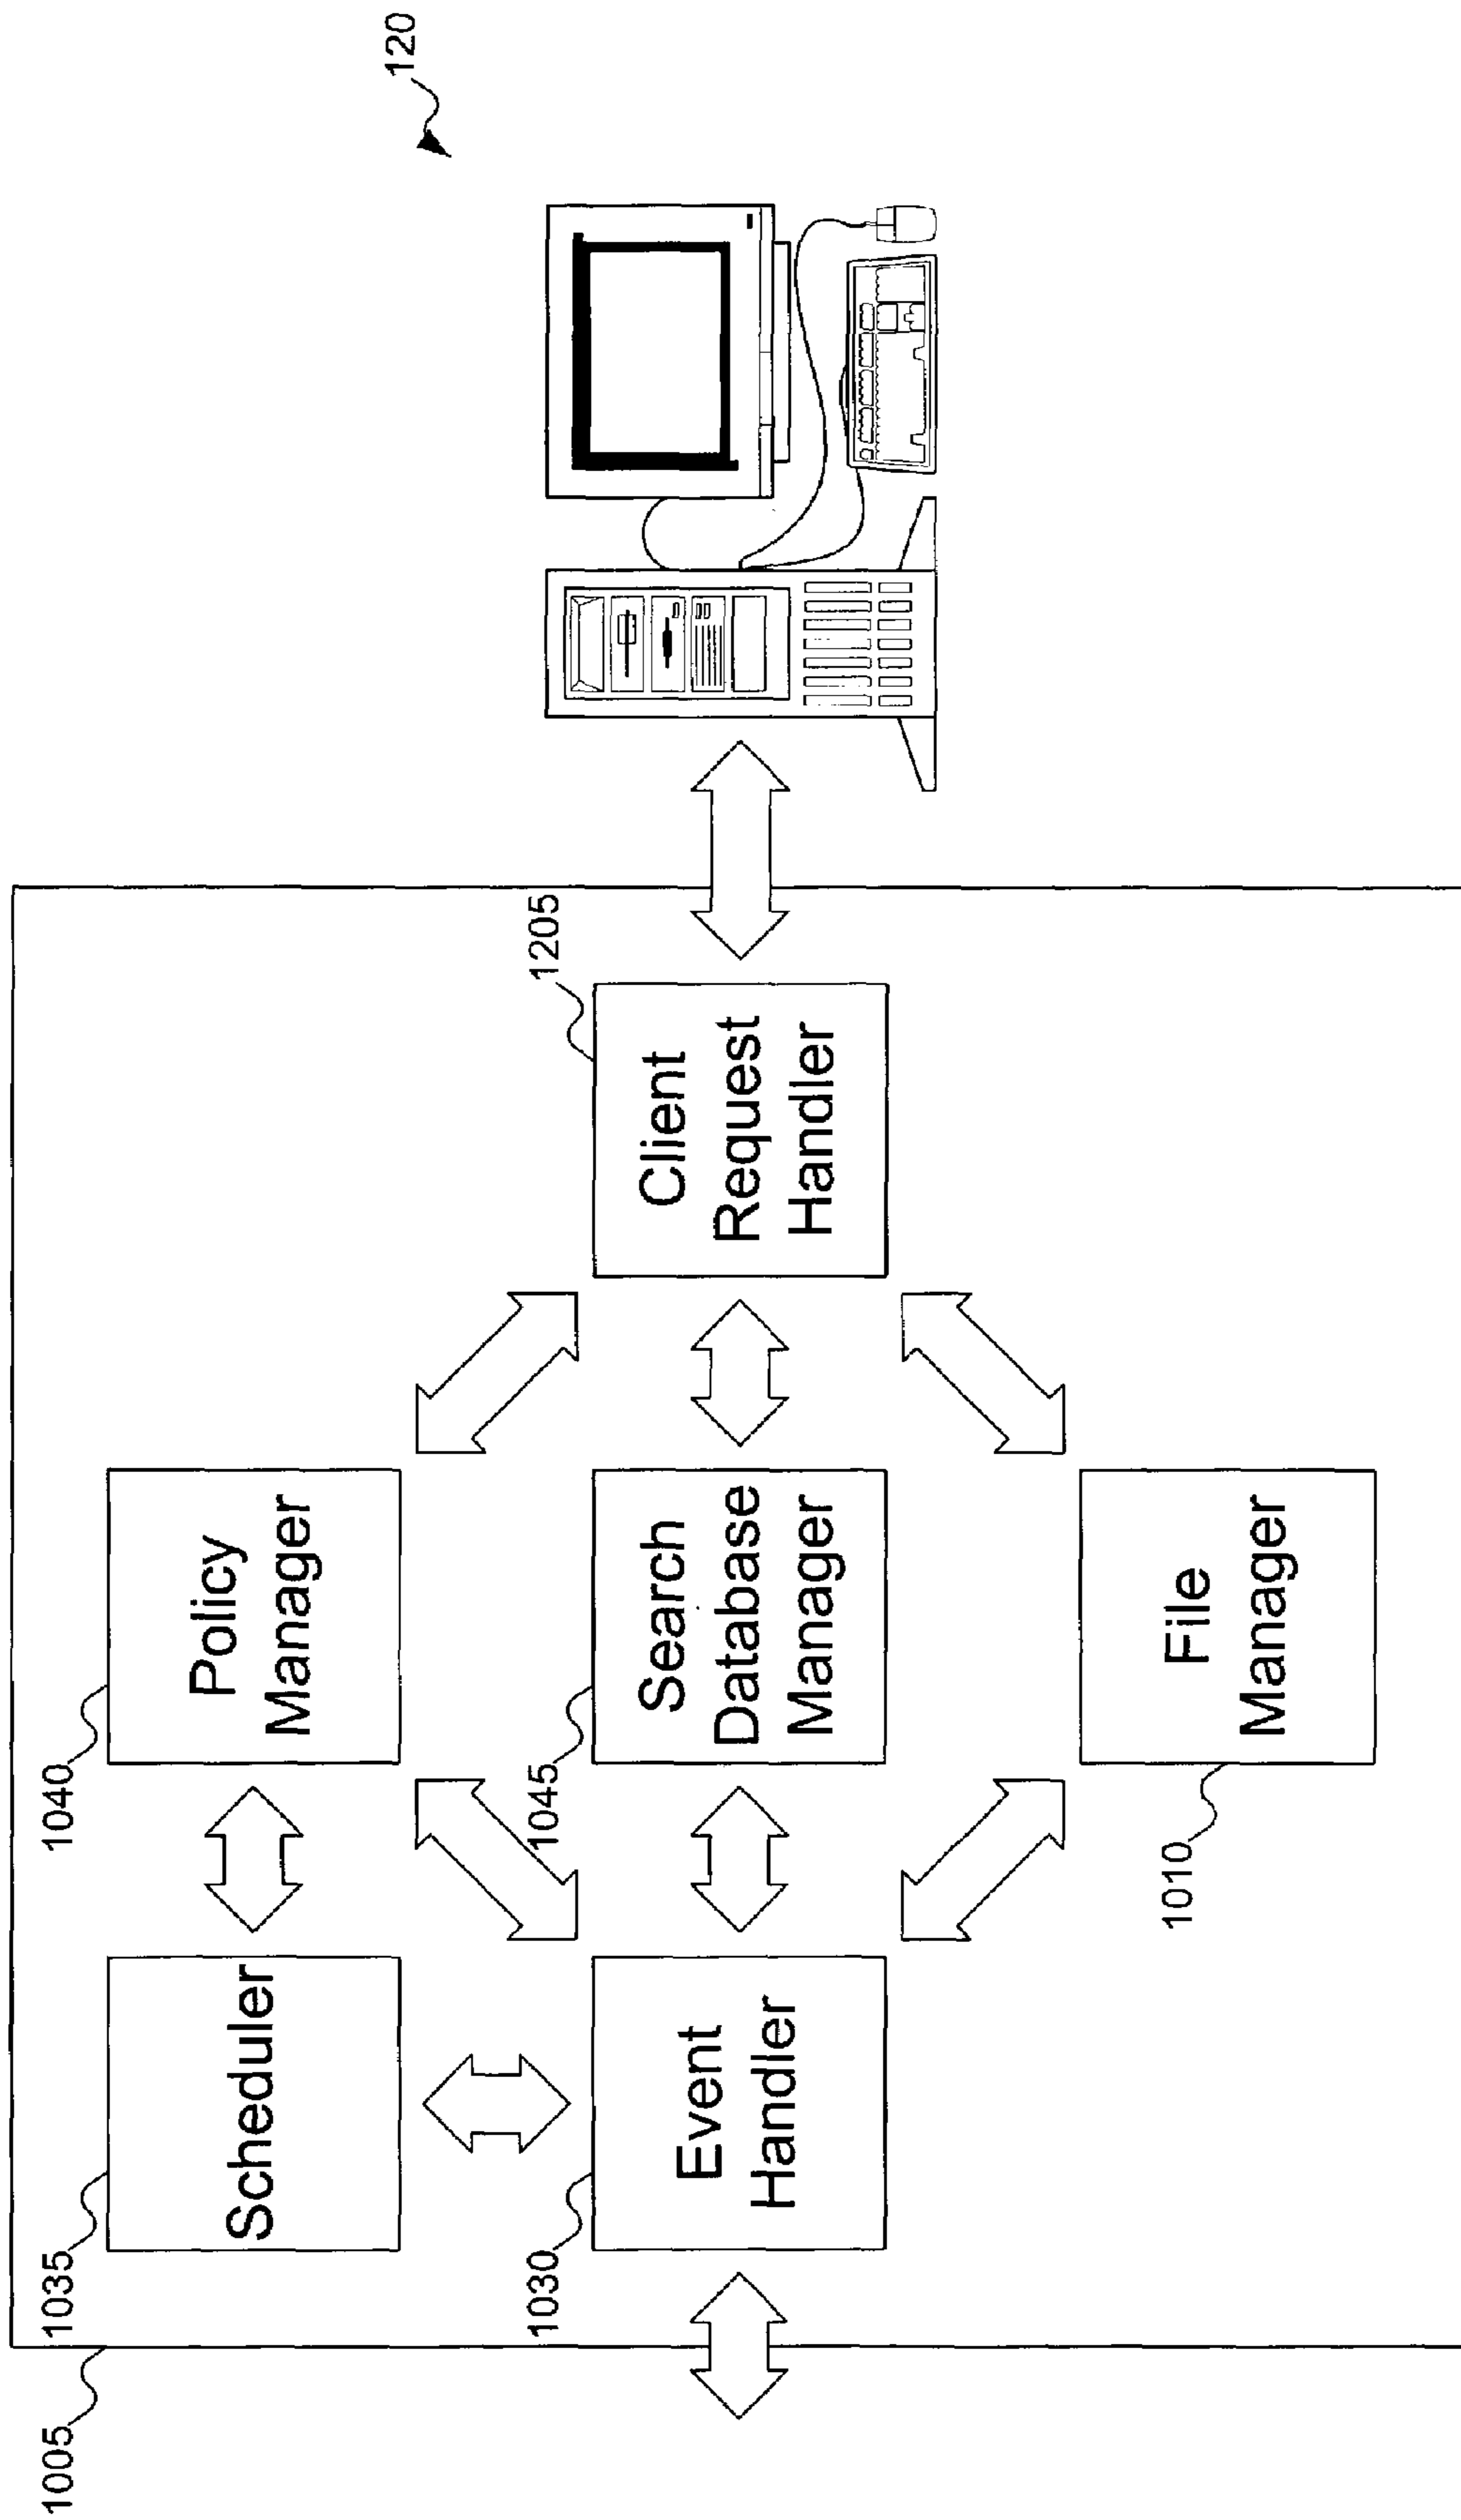 1005
1035
Scheduler
1040
Policy
Manager
120
1030
Event
Handler
1045
Search
Database
Manager
1205
Client
Request
Handler
1010
File
Manager